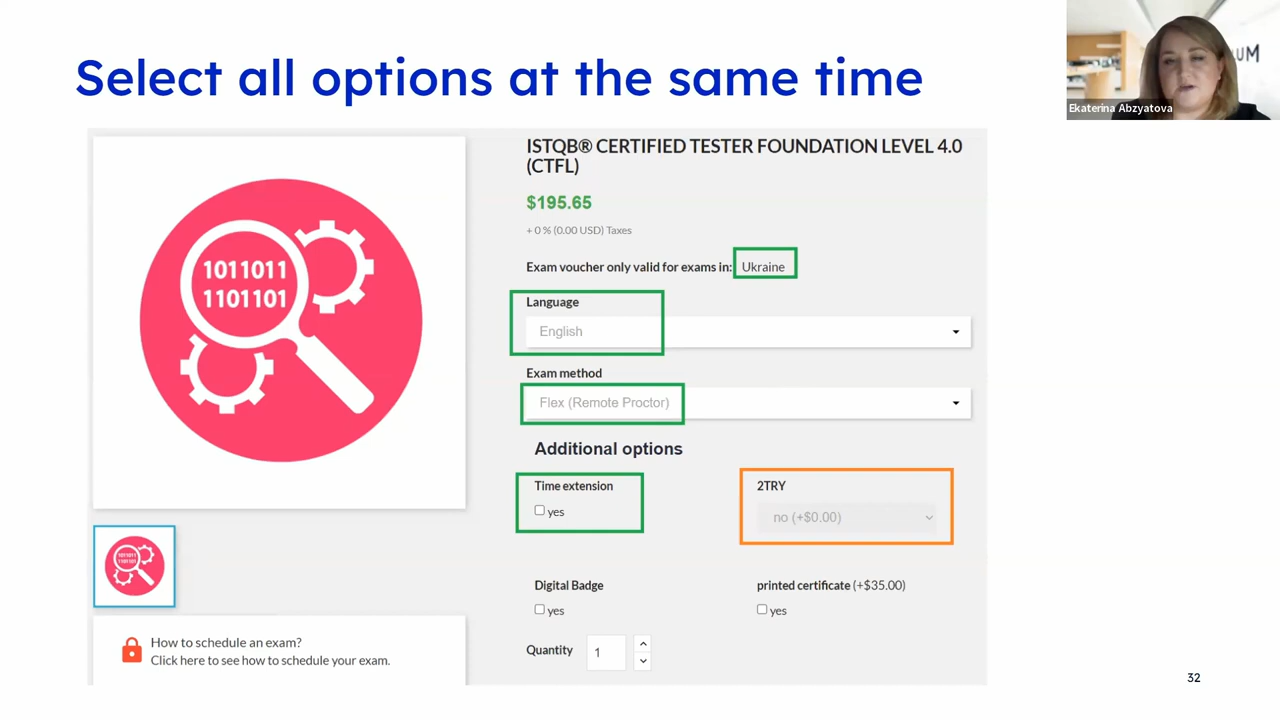 Select all options at the same time
UM
Ekaterina Abzyatova
ISTQB® CERTIFIED TESTER FOUNDATION LEVEL 4.0
(CTFL)
$195.65
+ 0 % (0.00 USD) Taxes
Exam voucher only valid for exams in: Ukraine
Language
English
Exam method
Flex (Remote Proctor)
Additional options
Time extension
yes
2TRY
no (+$0.00)
Digital Badge
yes
printed certificate (+$35.00)
yes
Quantity
1
1011011
1101101
1011011
1101101
How to schedule an exam?
Click here to see how to schedule your exam.
32